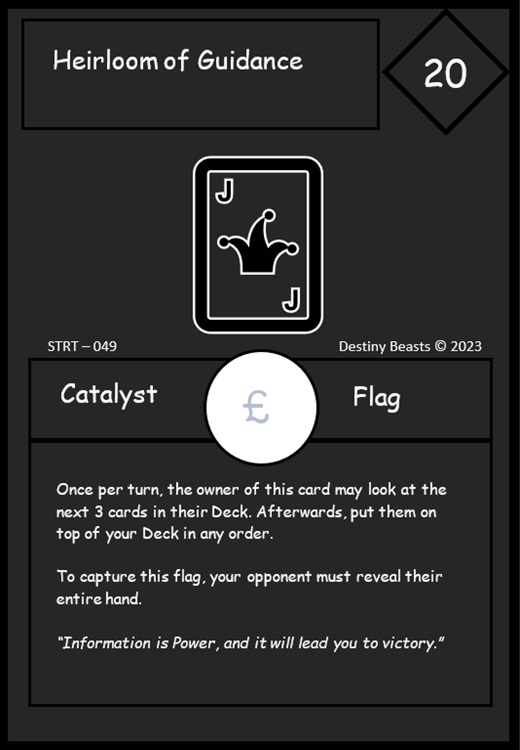 Heirloom of Guidance
20
J
J
STRT – 049
Destiny Beasts © 2023
Catalyst
£
Flag
Once per turn, the owner of this card may look at the
next 3 cards in their Deck. Afterwards, put them on
top of your Deck in any order.
To capture this flag, your opponent must reveal their
entire hand.
“Information is Power, and it will lead you to victory.”